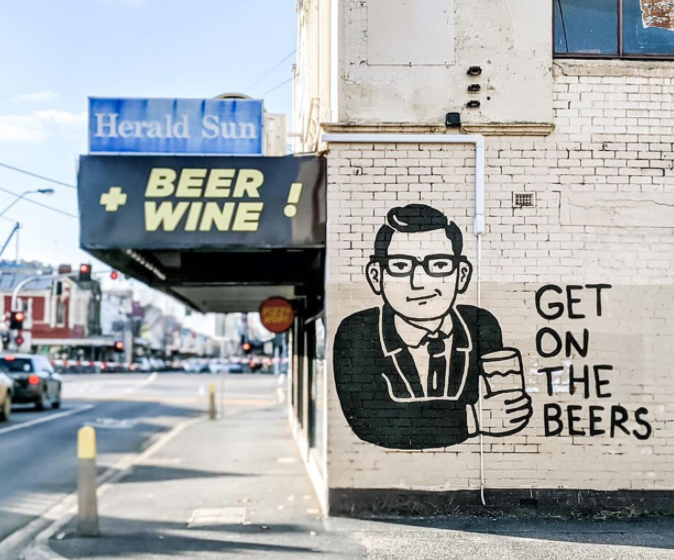 Herald Sun
+ BEER
WINE !
GET
ON
THE
BEERS